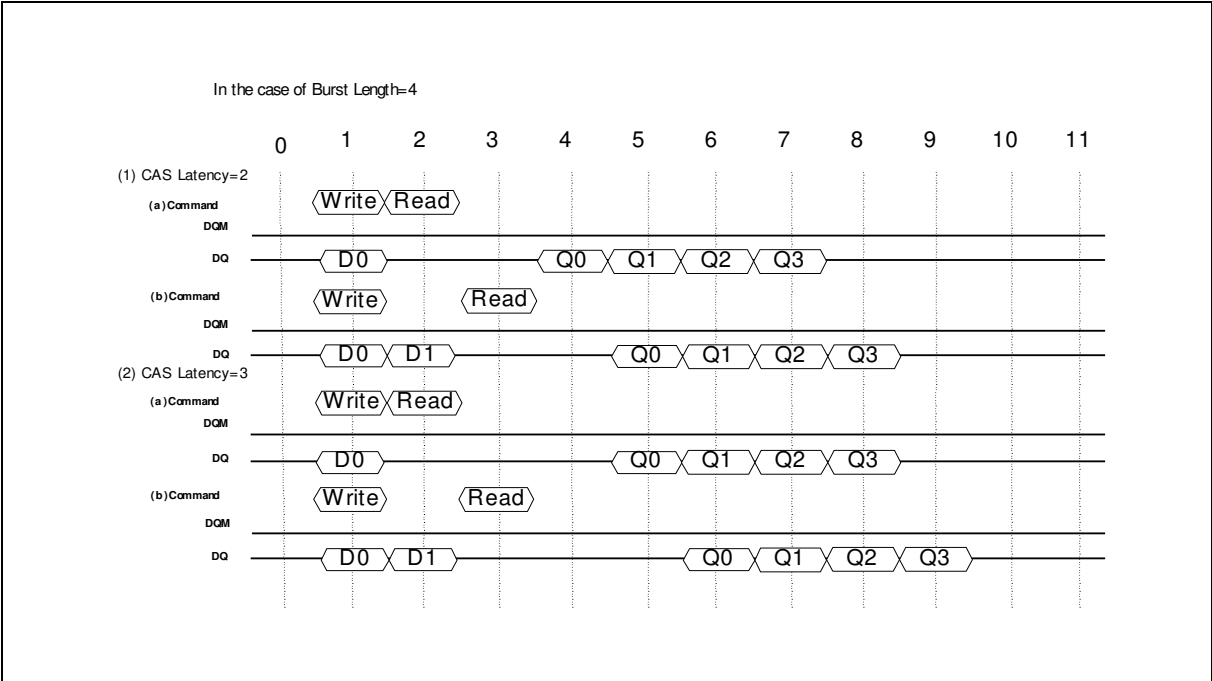 In the case of Burst Length=4
0 1 2 3 4 5 6 7 8 9 10 11
(1) CAS Latency=2
(a)Command Write Read
DQM
DQ D0 Q0 Q1 Q2 Q3
(b)Command Write Read
DQM
DQ D0 D1 Q0 Q1 Q2 Q3
(2) CAS Latency=3
(a)Command Write Read
DQM
DQ D0 Q0 Q1 Q2 Q3
(b)Command Write Read
DQM
DQ D0 D1 Q0 Q1 Q2 Q3